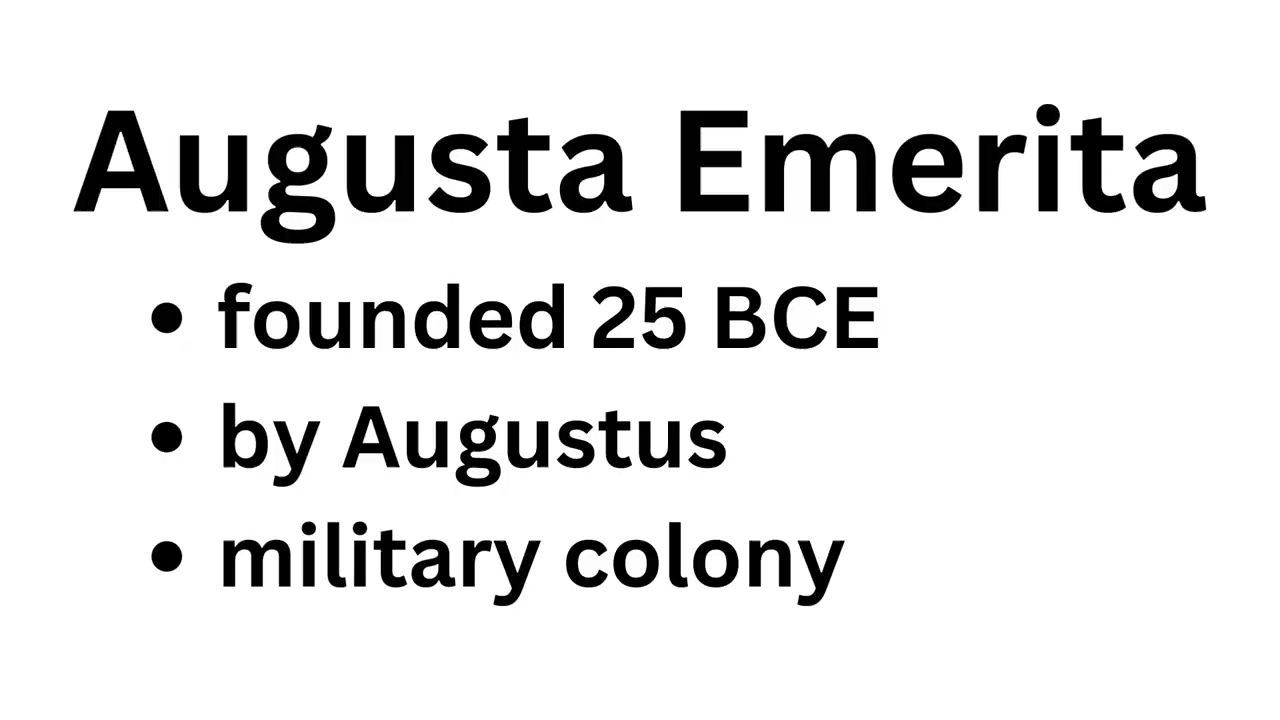 Augusta Emerita
• founded 25 BCE
• by Augustus
• military colony